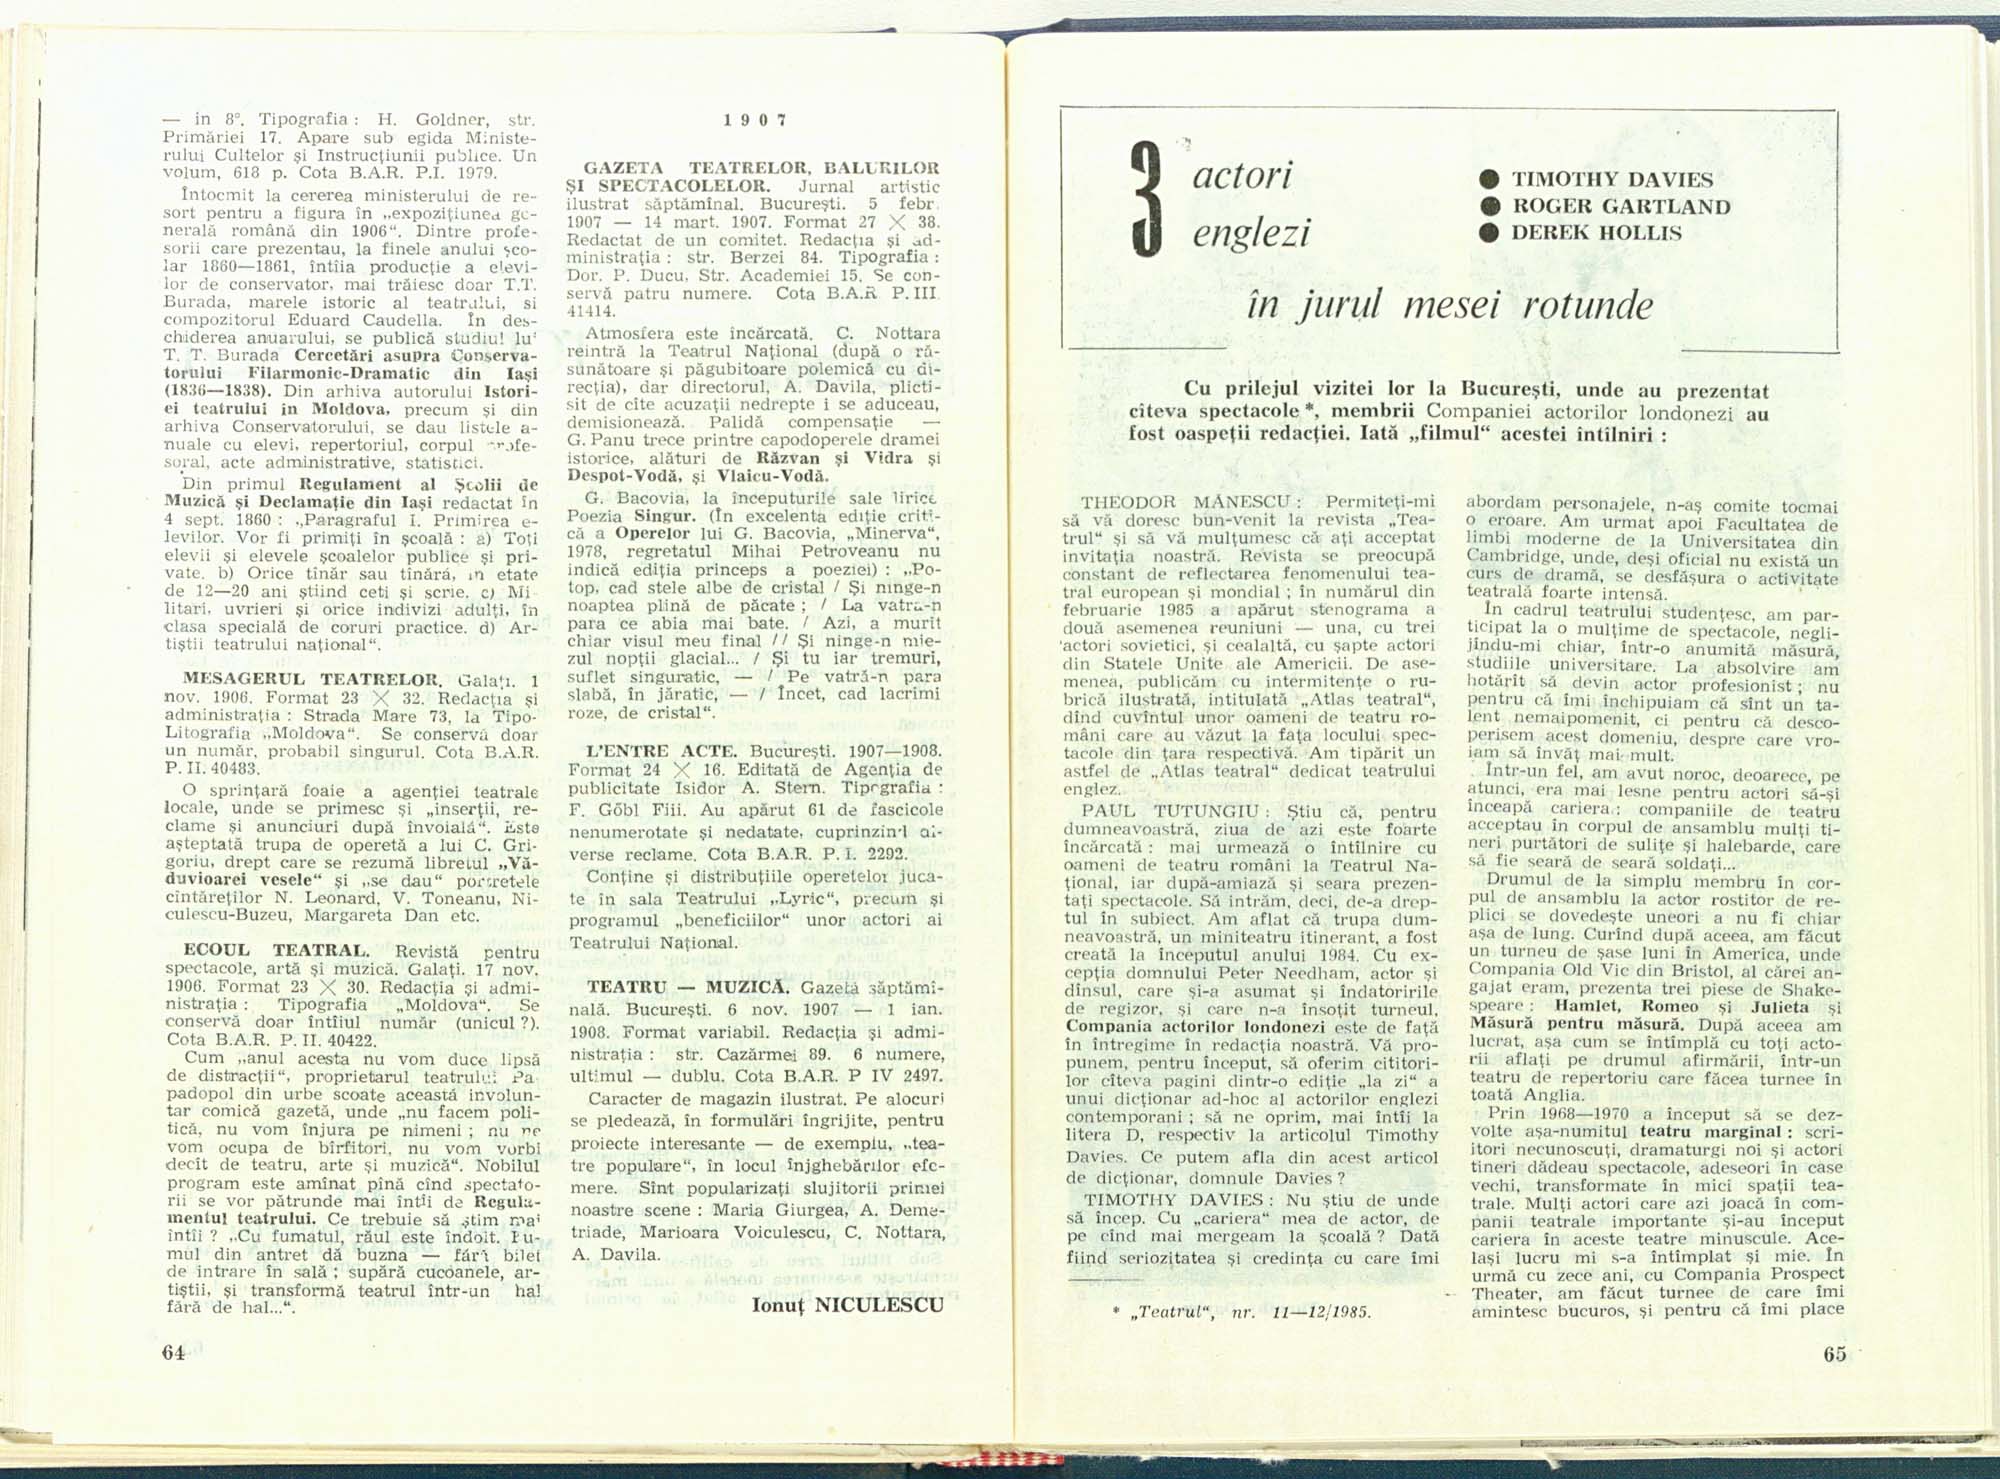 — in 8°. Tipografia : H. Goldner, str.
Primăriei 17. Apare sub egida Ministe-
rului Cultelor și Instrucțiunii publice. Un
volum, 618 p. Cota B.A.R. P.I. 1979.
Întocmit la cererea ministerului de re-
sort pentru a figura în „expozițiunea ge-
nerală română din 1906“. Dintre profe-
sorii care prezentau, la finele anului șco-
lar 1860—1861, întîia producție a elevi-
lor de conservator, mai trăiesc doar T.T.
Burada, marele istoric al teatrului, si
compozitorul Eduard Caudella. În des-
chiderea anuarului, se publică studiul lui
T. T. Burada Cercetări asupra Conserva-
torului Filarmonic-Dramatic din Iași
(1836—1838). Din arhiva autorului Istori-
ei teatrului in Moldova, precum și din
arhiva Conservatorului, se dau listele a-
nuale cu elevi, repertoriul, corpul profe-
soral, acte administrative, statistici.
Din primul Regulament al Școlii de
Muzică și Declamație din Iași redactat în
4 sept. 1860 : „Paragraful I. Primirea e-
levilor. Vor fi primiți în școală : a) Toți
elevii și elevele școalelor publice și pri-
vate. b) Orice tînăr sau tînără, in etate
de 12—20 ani știind ceti și scrie. c) Mi
litari, uvrieri și orice indivizi adulți, în
clasa specială de coruri practice. d) Ar-
tiștii teatrului național“.
MESAGERUL TEATRELOR. Galați. 1
nov. 1906. Format 23 X 32. Redacția și
administrația : Strada Mare 73, la Tipo-
Litografia „Moldova“. Se conservă doar
un număr, probabil singurul. Cota B.A.R.
P. II. 40483.
O sprințară foaie a agenției teatrale
locale, unde se primesc și „inserții, re-
clame și anunciuri după învoială“. Este
așteptată trupa de operetă a lui C. Gri-
goriu, drept care se rezumă libretul „Vă-
duvioarei vesele“ și „se dau“ portretele
cîntăreților N. Leonard, V. Toneanu, Ni-
culescu-Buzeu, Margareta Dan etc.
ECOUL TEATRAL. Revistă pentru
spectacole, artă și muzică. Galați. 17 nov.
1906. Format 23 X 30. Redacția și admi-
nistrația : Tipografia „Moldova“. Se
conservă doar întîiul număr (unicul ?).
Cota B.A.R. P. II. 40422.
Cum „anul acesta nu vom duce lipsă
de distracții“, proprietarul teatrului Pa
padopol din urbe scoate această involun-
tar comică gazetă, unde „nu facem poli-
tică, nu vom înjura pe nimeni ; nu ne
vom ocupa de bîrfitori, nu vom vorbi
decît de teatru, arte și muzică“. Nobilul
program este amînat pînă cînd spectato-
rii se vor pătrunde mai întîi de Regula-
mentul teatrului. Ce trebuie să știm mai
întîi ? „Cu fumatul, răul este îndoit. Fu-
mul din antret dă buzna — fără bilet
de intrare în sală ; supără cucoanele, ar-
tiștii, și transformă teatrul într-un hal
fără de hal...“.
64
1907
GAZETA TEATRELOR, BALURILOR
ȘI SPECTACOLELOR. Jurnal artistic
ilustrat săptămînal. București. 5 febr.
1907 — 14 mart. 1907. Format 27 X 38.
Redactat de un comitet. Redacția și ad-
ministrația : str. Berzei 84. Tipografia :
Dor. P. Ducu, Str. Academiei 15. Se con-
servă patru numere. Cota B.A.R P. III
41414.
Atmosfera este încărcată. C. Nottara
reintră la Teatrul Național (după o ră-
sunătoare și păgubitoare polemică cu di-
recția), dar directorul, A. Davila, plicti-
sit de cîte acuzații nedrepte i se aduceau,
demisionează. Palidă compensație —
G. Panu trece printre capodoperele dramei
istorice, alături de Răzvan și Vidra și
Despot-Vodă, și Vlaicu-Vodă.
G. Bacovia, la începuturile sale lirice
Poezia Singur. (În excelenta ediție criti-
că a Operelor lui G. Bacovia, „Minerva“,
1978, regretatul Mihai Petroveanu nu
indică ediția princeps a poeziei) : „Po-
top, cad stele albe de cristal / Și ninge-n
noaptea plină de păcate ; / La vatra-n
para ce abia mai bate. / Azi, a murit
chiar visul meu final // Și ninge-n mie-
zul nopții glacial... / Și tu iar tremuri,
suflet singuratic, — / Pe vatră-n para
slabă, în jăratic, — / Încet, cad lacrimi
roze, de cristal“.
L'ENTRE ACTE. București. 1907—1908.
Format 24 X 16. Editată de Agenția de
publicitate Isidor A. Stern. Tipografia :
F. Göbl Fiii. Au apărut 61 de fascicole
nenumerotate și nedatate, cuprinzînd di-
verse reclame. Cota B.A.R. P. I. 2292.
Conține și distribuțiile operetelor juca-
te în sala Teatrului „Lyric“, precum și
programul „beneficiilor“ unor actori ai
Teatrului Național.
TEATRU — MUZICĂ. Gazetă săptămî-
nală. București. 6 nov. 1907 — 1 ian.
1908. Format variabil. Redacția și admi-
nistrația : str. Cazărmei 89. 6 numere,
ultimul — dublu. Cota B.A.R. P IV 2497.
Caracter de magazin ilustrat. Pe alocuri
se pledează, în formulări îngrijite, pentru
proiecte interesante — de exemplu, „tea-
tre populare“, în locul înjghebărilor efe-
mere. Sînt popularizați slujitorii primei
noastre scene : Maria Giurgea, A. Deme-
triade, Marioara Voiculescu, C. Nottara,
A. Davila.
Ionuț NICULESCU
3 actori
englezi
în jurul mesei rotunde
● TIMOTHY DAVIES
● ROGER GARTLAND
● DEREK HOLLIS
Cu prilejul vizitei lor la București, unde au prezentat
cîteva spectacole *, membrii Companiei actorilor londonezi au
fost oaspeții redacției. Iată „filmul“ acestei întîlniri :
THEODOR MĂNESCU : Permiteți-mi
să vă doresc bun-venit la revista „Tea-
trul“ și să vă mulțumesc că ați acceptat
invitația noastră. Revista se preocupă
constant de reflectarea fenomenului tea-
tral european și mondial ; în numărul din
februarie 1985 a apărut stenograma a
două asemenea reuniuni — una, cu trei
actori sovietici, și cealaltă, cu șapte actori
din Statele Unite ale Americii. De ase-
menea, publicăm cu intermitențe o ru-
brică ilustrată, intitulată „Atlas teatral“,
dînd cuvîntul unor oameni de teatru ro-
mâni care au văzut la fața locului spec-
tacole din țara respectivă. Am tipărit un
astfel de „Atlas teatral“ dedicat teatrului
englez.
PAUL TUTUNGIU : Știu că, pentru
dumneavoastră, ziua de azi este foarte
încărcată : mai urmează o întîlnire cu
oameni de teatru români la Teatrul Na-
țional, iar după-amiază și seara prezen-
tați spectacole. Să intrăm, deci, de-a drep-
tul în subiect. Am aflat că trupa dum-
neavoastră, un miniteatru itinerant, a fost
creată la începutul anului 1984. Cu ex-
cepția domnului Peter Needham, actor și
dînsul, care și-a asumat și îndatoririle
de regizor, și care n-a însoțit turneul,
Compania actorilor londonezi este de față
în întregime în redacția noastră. Vă pro-
punem, pentru început, să oferim cititori-
lor cîteva pagini dintr-o ediție „la zi“ a
unui dicționar ad-hoc al actorilor englezi
contemporani ; să ne oprim, mai întîi la
litera D, respectiv la articolul Timothy
Davies. Ce putem afla din acest articol
de dicționar, domnule Davies ?
TIMOTHY DAVIES : Nu știu de unde
să încep. Cu „cariera“ mea de actor, de
pe cînd mai mergeam la școală ? Dată
fiind seriozitatea și credința cu care îmi
* „Teatrul“, nr. 11—12/1985.
abordam personajele, n-aș comite tocmai
o eroare. Am urmat apoi Facultatea de
limbi moderne de la Universitatea din
Cambridge, unde, deși oficial nu există un
curs de dramă, se desfășura o activitate
teatrală foarte intensă.
În cadrul teatrului studențesc, am par-
ticipat la o mulțime de spectacole, negli-
jîndu-mi chiar, într-o anumită măsură,
studiile universitare. La absolvire am
hotărît să devin actor profesionist ; nu
pentru că îmi închipuiam că sînt un ta-
lent nemaipomenit, ci pentru că desco-
perisem acest domeniu, despre care vro-
iam să învăț mai mult.
Într-un fel, am avut noroc, deoarece, pe
atunci, era mai lesne pentru actori să-și
înceapă cariera : companiile de teatru
acceptau în corpul de ansamblu mulți ti-
neri purtători de sulițe și halebarde, care
să fie seară de seară soldați...
Drumul de la simplu membru în cor-
pul de ansamblu la actor rostitor de re-
plici se dovedește uneori a nu fi chiar
așa de lung. Curînd după aceea, am făcut
un turneu de șase luni în America, unde
Compania Old Vic din Bristol, al cărei an-
gajat eram, prezenta trei piese de Shake-
speare : Hamlet, Romeo și Julieta și
Măsură pentru măsură. După aceea am
lucrat, așa cum se întîmplă cu toți acto-
rii aflați pe drumul afirmării, într-un
teatru de repertoriu care făcea turnee în
toată Anglia.
Prin 1968—1970 a început să se dez-
volte așa-numitul teatru marginal : scri-
itori necunoscuți, dramaturgi noi și actori
tineri dădeau spectacole, adeseori în case
vechi, transformate în mici spații tea-
trale. Mulți actori care azi joacă în com-
panii teatrale importante și-au început
cariera în aceste teatre minuscule. Ace-
lași lucru mi s-a întîmplat și mie. În
urmă cu zece ani, cu Compania Prospect
Theater, am făcut turnee de care îmi
amintesc bucuros, și pentru că îmi place
65